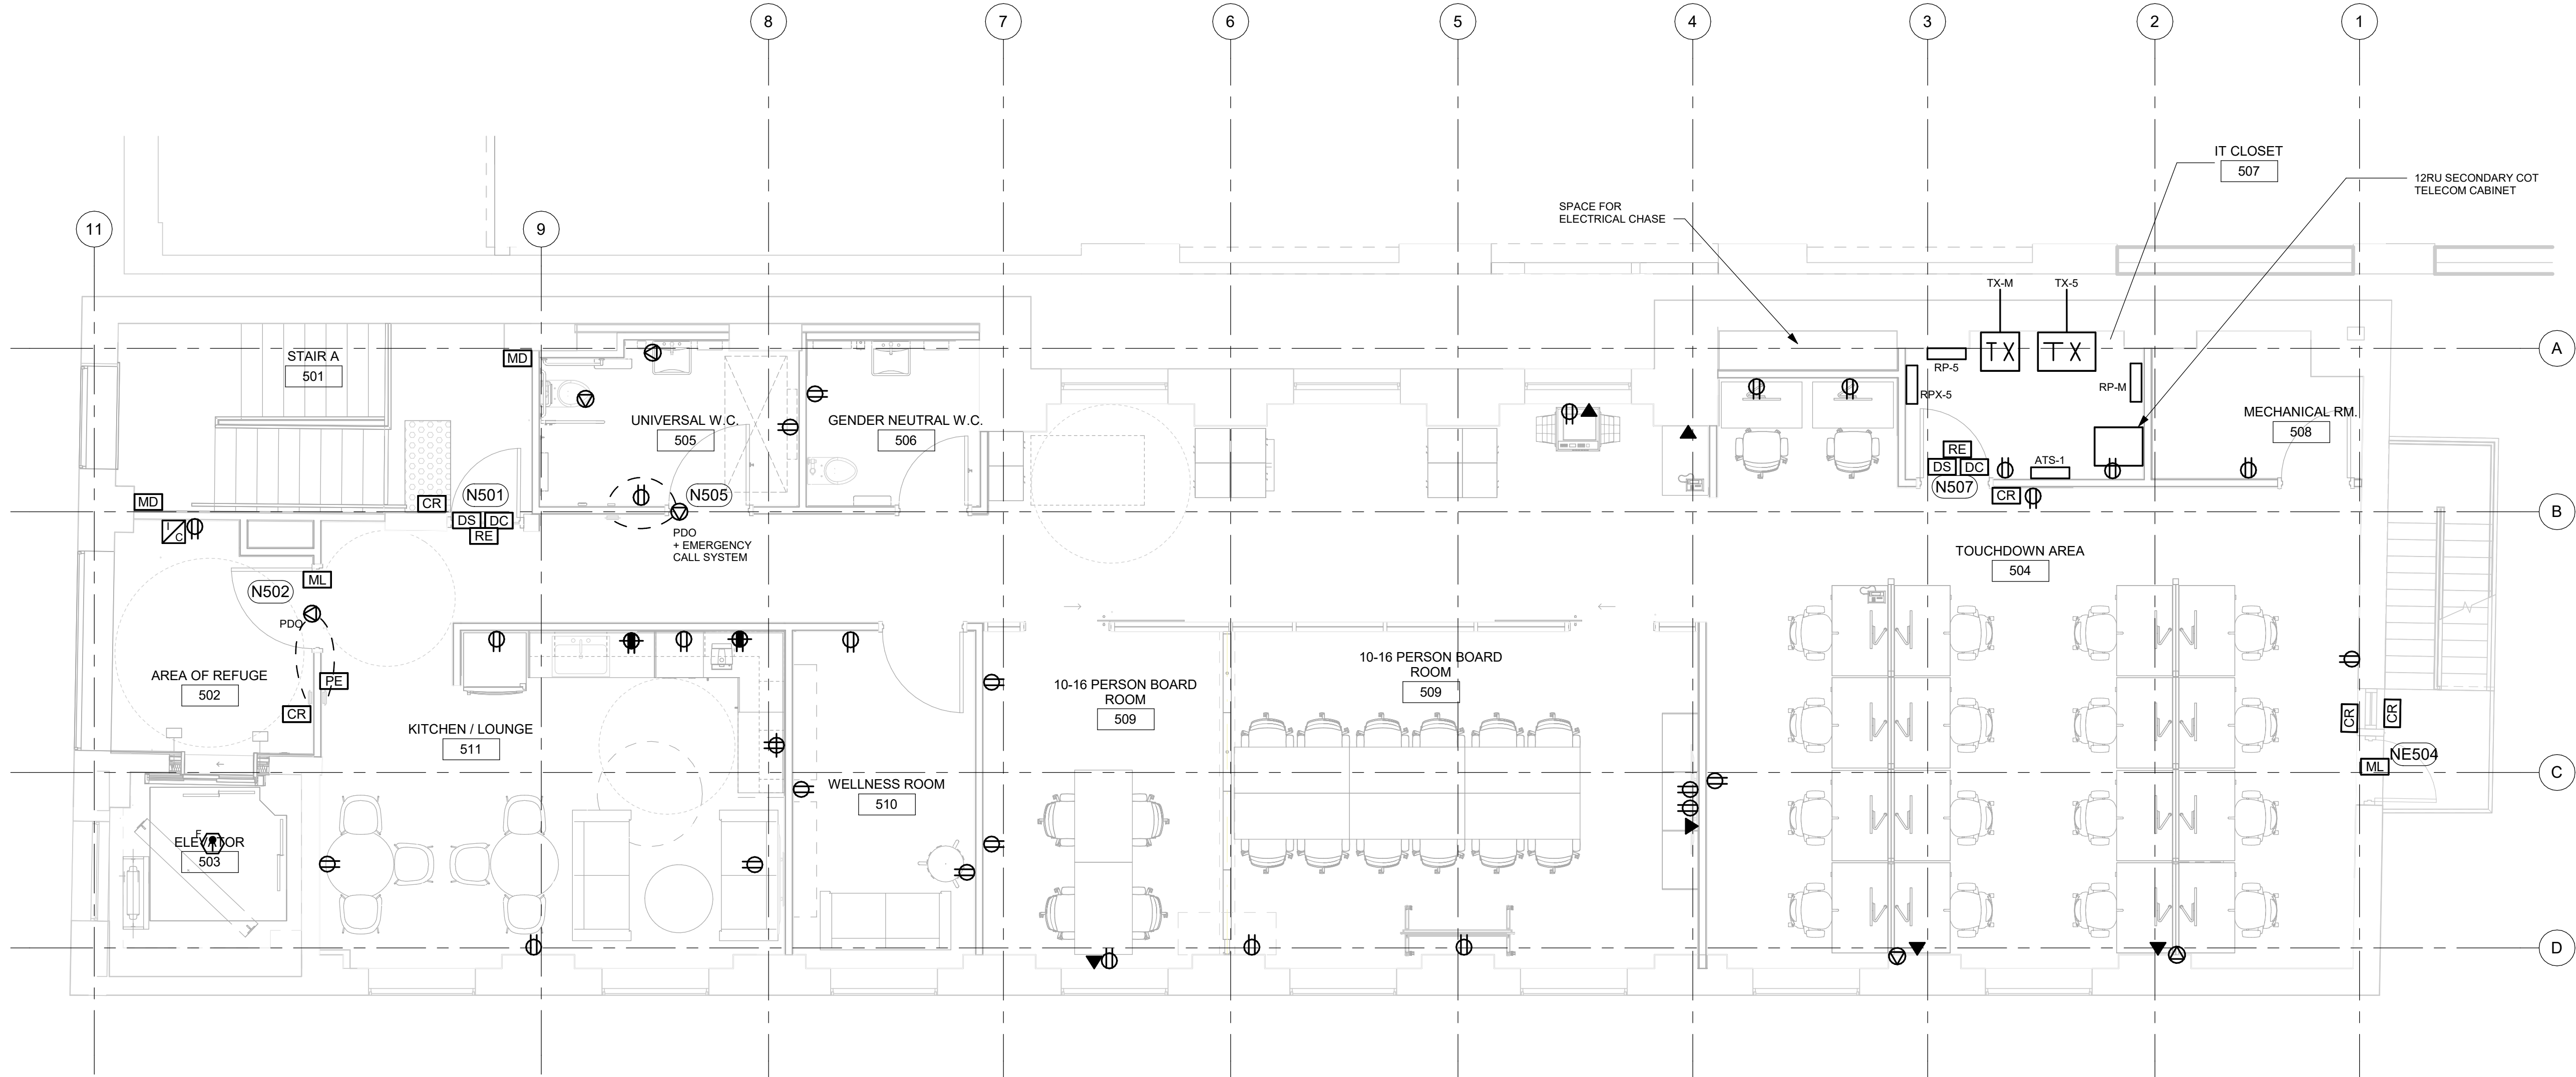 8
7
6
5
4
3
2
1
11
9
IT CLOSET
507
12RU SECONDARY COT
TELECOM CABINET
SPACE FOR
ELECTRICAL CHASE
TX-M
TX-5
A
STAIR A
501
MD
TX
TX
RP-5
RPX-5
RP-M
UNIVERSAL W.C.
505
GENDER NEUTRAL W.C.
506
MECHANICAL RM.
508
RE
DS
DC
ATS-1
N507
CR
MD
CR
N501
N505
DS
DC
RE
I
C
B
PDO
+ EMERGENCY
CALL SYSTEM
TOUCHDOWN AREA
504
ML
N502
PDO
AREA OF REFUGE
502
PE
CR
KITCHEN / LOUNGE
511
10-16 PERSON BOARD
ROOM
509
10-16 PERSON BOARD
ROOM
509
CR
CR
NE504
ML
C
WELLNESS ROOM
510
F
ELEVATOR
503
D